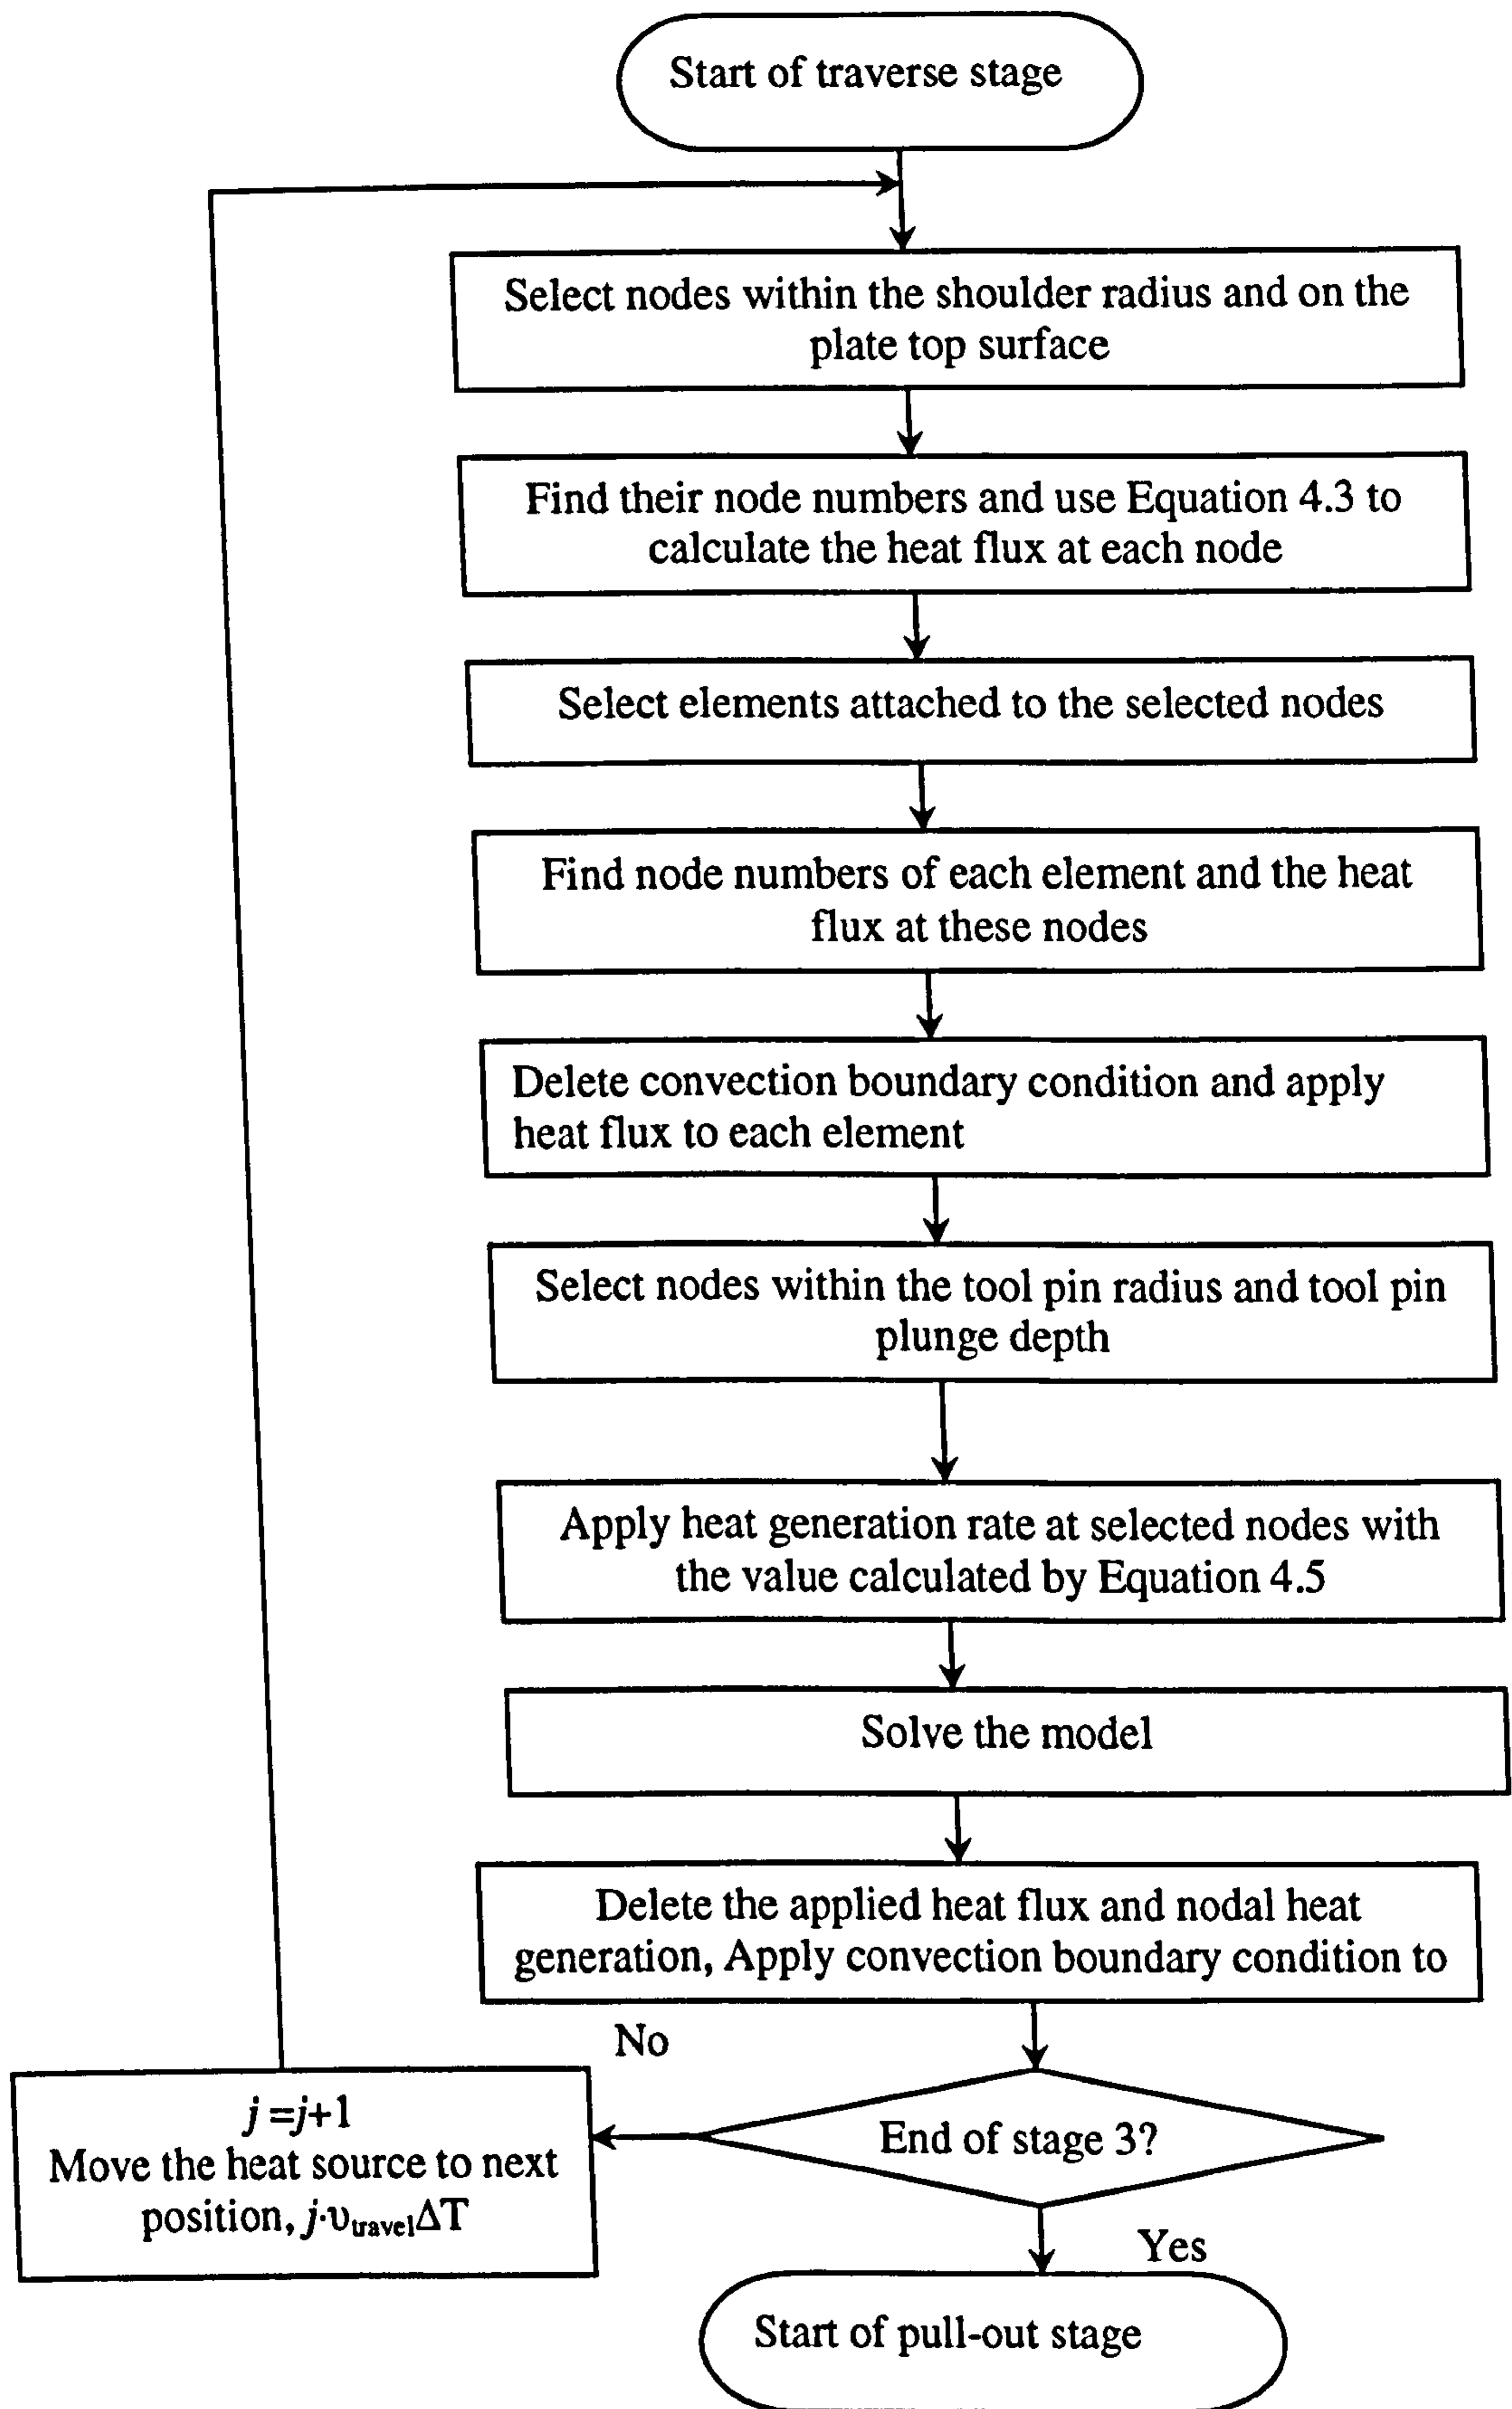 Start of traverse stage
Select nodes within the shoulder radius and on the
plate top surface
Find their node numbers and use Equation 4.3 to
calculate the heat flux at each node
Select elements attached to the selected nodes
Find node numbers of each element and the heat
flux at these nodes
Delete convection boundary condition and apply
heat flux to each element
Select nodes within the tool pin radius and tool pin
plunge depth
Apply heat generation rate at selected nodes with
the value calculated by Equation 4.5
Solve the model
Delete the applied heat flux and nodal heat
generation, Apply convection boundary condition to
No
j =j+1
Move the heat source to next
position, j·υtravelΔT
End of stage 3?
Yes
Start of pull-out stage